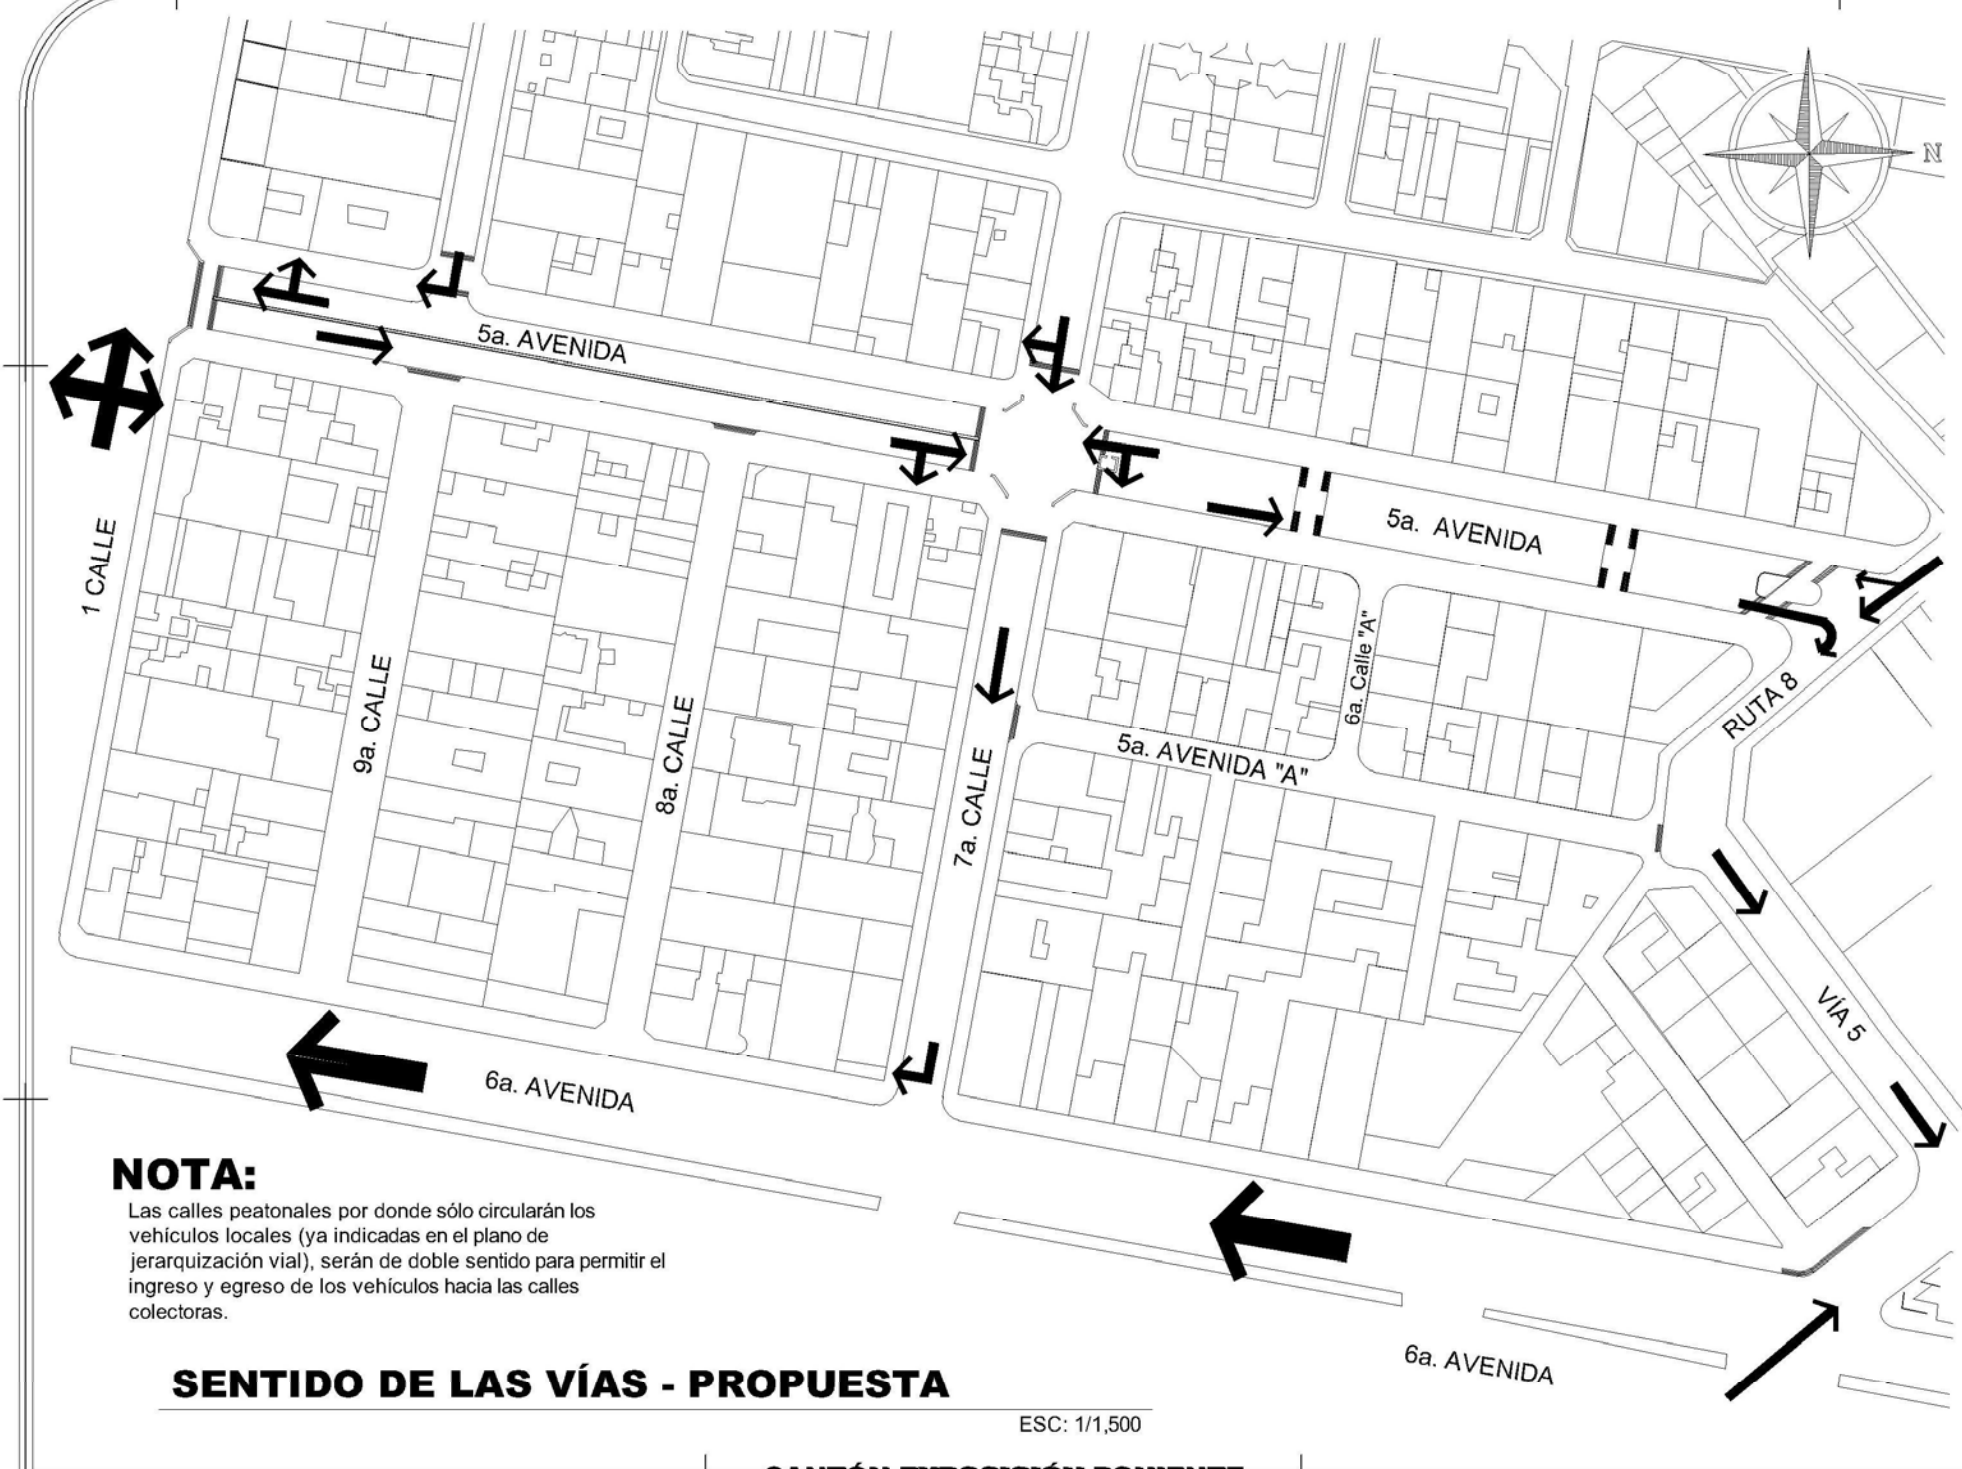 N
5a. AVENIDA
5a. AVENIDA
1 CALLE
9a. CALLE
8a. CALLE
7a. CALLE
6a. Calle "A"
5a. AVENIDA "A"
RUTA 8
VÍA 5
6a. AVENIDA
6a. AVENIDA
NOTA:
Las calles peatonales por donde sólo circularán los
vehículos locales (ya indicadas en el plano de
jerarquización vial), serán de doble sentido para permitir el
ingreso y egreso de los vehículos hacia las calles
colectoras.
SENTIDO DE LAS VÍAS - PROPUESTA
ESC: 1/1,500
CANTÓN EXPOSICIÓN PONIENTE